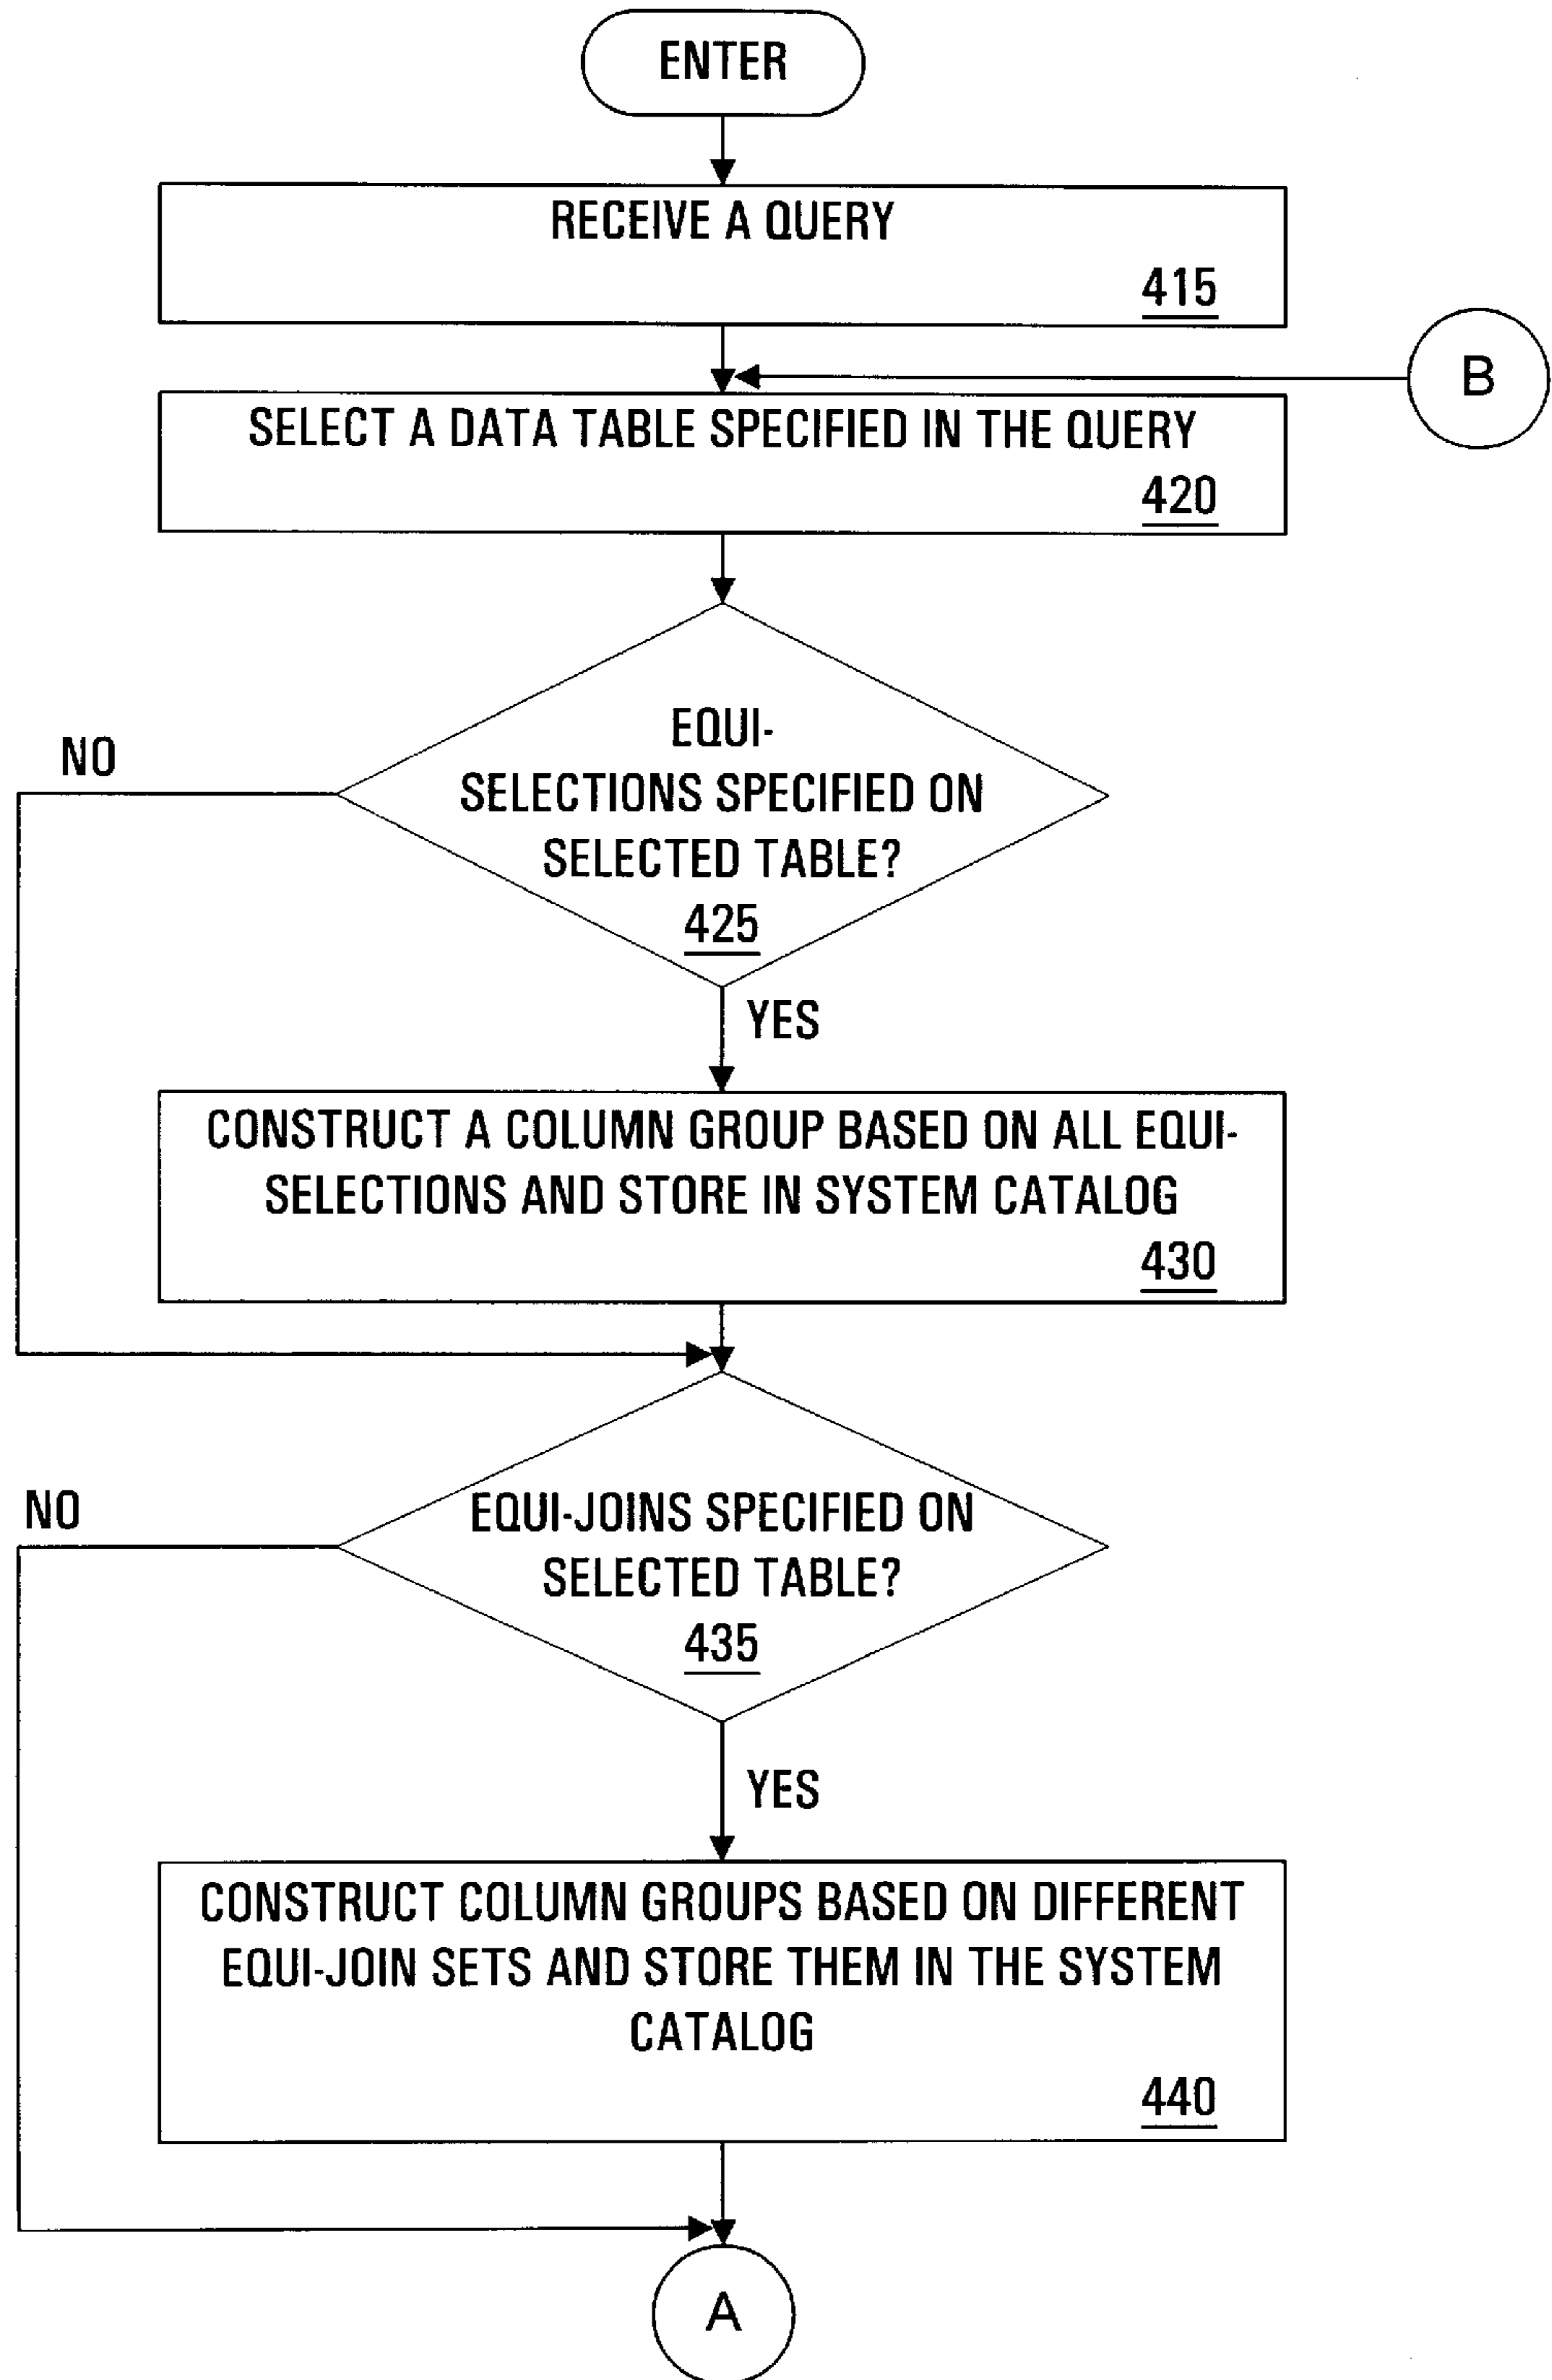 ENTER
RECEIVE A QUERY
415
B
SELECT A DATA TABLE SPECIFIED IN THE QUERY
420
EQUI-
SELECTIONS SPECIFIED ON
SELECTED TABLE?
425
NO
YES
CONSTRUCT A COLUMN GROUP BASED ON ALL EQUI-
SELECTIONS AND STORE IN SYSTEM CATALOG
430
EQUI-JOINS SPECIFIED ON
SELECTED TABLE?
435
NO
YES
CONSTRUCT COLUMN GROUPS BASED ON DIFFERENT
EQUI-JOIN SETS AND STORE THEM IN THE SYSTEM
CATALOG
440
A